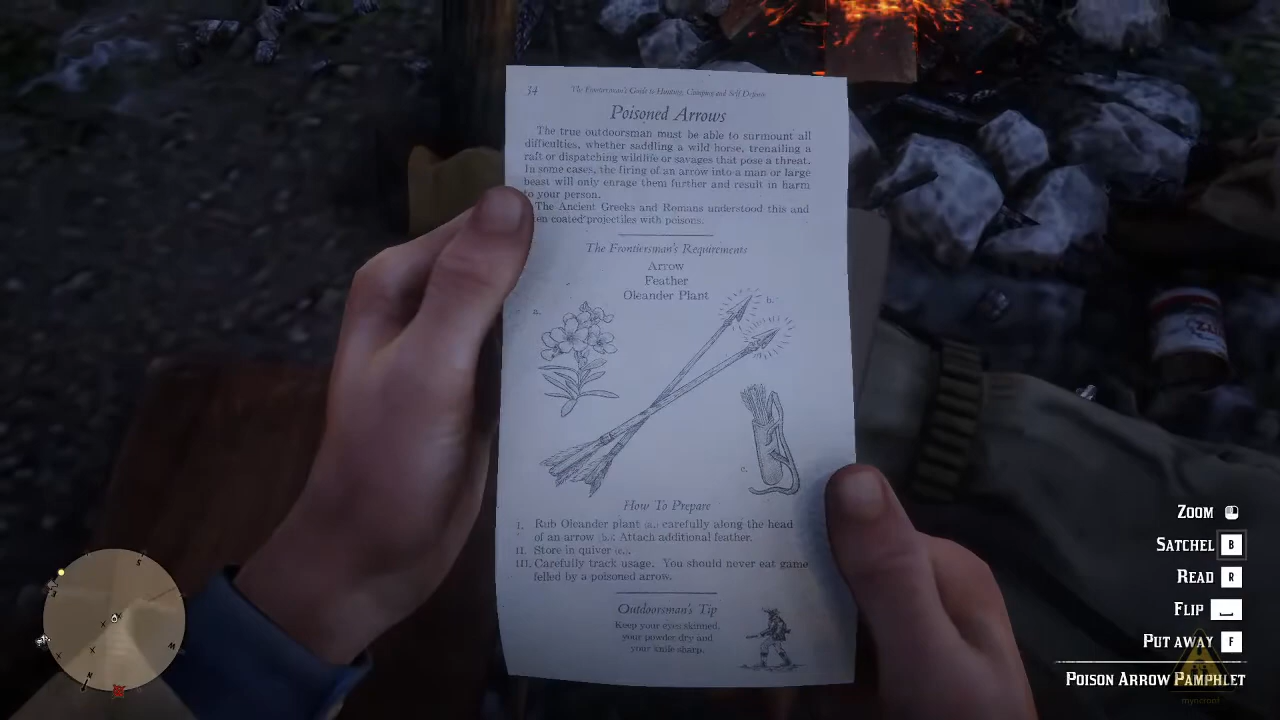 34 The Frontiersman's Guide to Hunting, Camping and Self Defense
Poisoned Arrows
The true outdoorsman must be able to surmount all
difficulties, whether saddling a wild horse, trenailing a
raft or dispatching wildlife or savages that pose a threat.
In some cases, the firing of an arrow into a man or large
beast will only enrage them further and result in harm
to your person.
The Ancient Greeks and Romans understood this and
coated projectiles with poisons.
The Frontiersman's Requirements
Arrow
Feather
Oleander Plant
a.
b.
c.
How To Prepare
I. Rub Oleander plant (a.) carefully along the head
of an arrow (b.). Attach additional feather.
II. Store in quiver (c.).
III. Carefully track usage. You should never eat game
felled by a poisoned arrow.
Outdoorsman's Tip
Keep your eyes skinned,
your powder dry and
your knife sharp.
ZOOM
SATCHEL B
READ R
FLIP
PUT AWAY F
POISON ARROW PAMPHLET